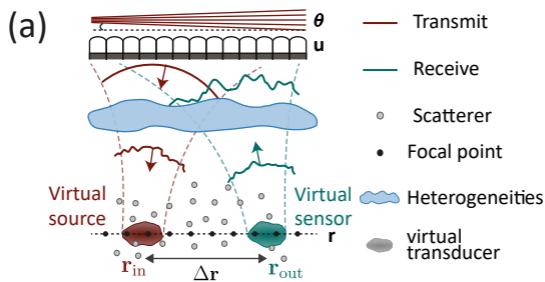 (a)
θ
u
Transmit
Receive
Scatterer
Focal point
Heterogeneities
virtual
transducer
Virtual
source
Virtual
sensor
r
r_in
Δr
r_out